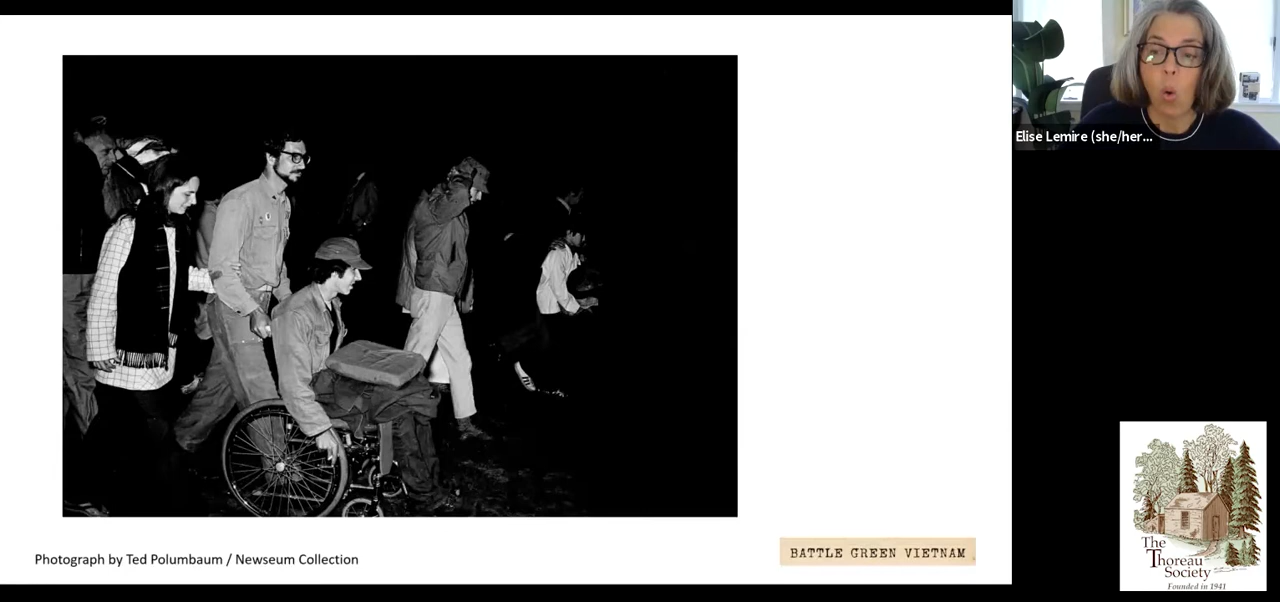 Elise Lemire (she/her...
Photograph by Ted Polumbaum / Newseum Collection
BATTLE GREEN VIETNAM
The
Thoreau
Society
Founded in 1941